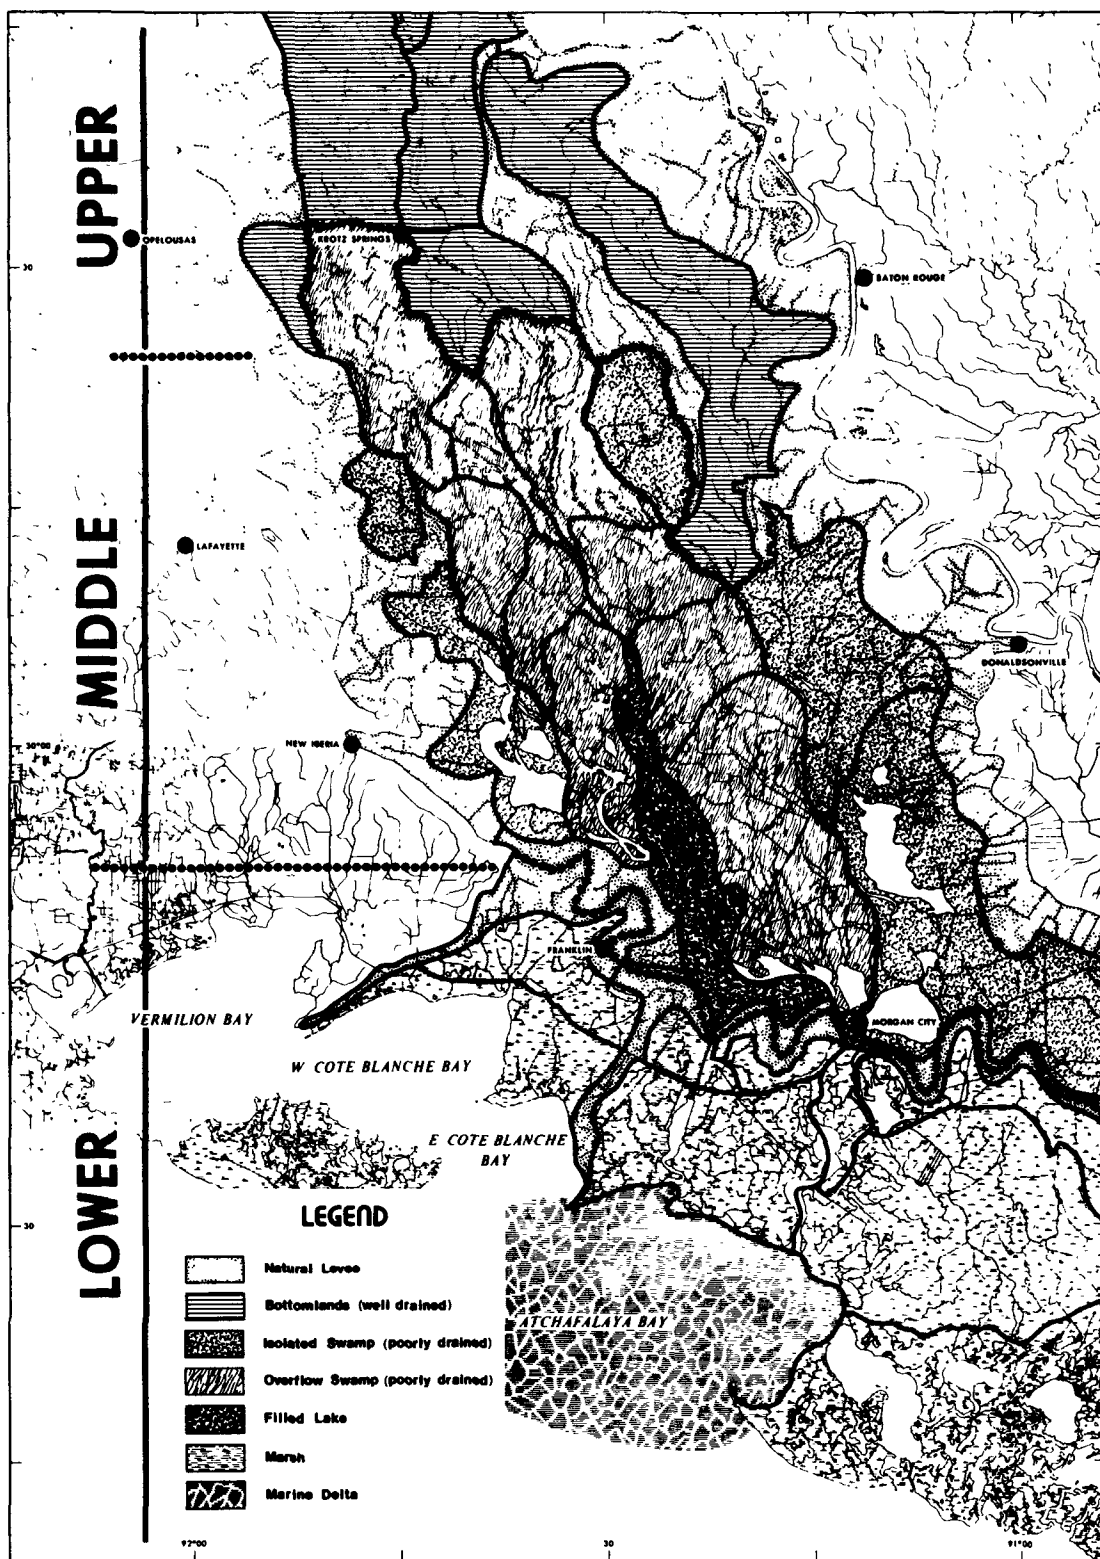 UPPER
OPELOUSAS
KROTZ SPRINGS
30
BATON ROUGE
MIDDLE
LAFAYETTE
DONALDSONVILLE
30°00
NEW IBERIA
FRANKLIN
MORGAN CITY
VERMILION BAY
W COTE BLANCHE BAY
E COTE BLANCHE
BAY
LOWER
30
ATCHAFALAYA BAY
LEGEND
Natural Levee
Bottomlands (well drained)
Isolated Swamp (poorly drained)
Overflow Swamp (poorly drained)
Filled Lake
Marsh
Marine Delta
92°00
30
91°00